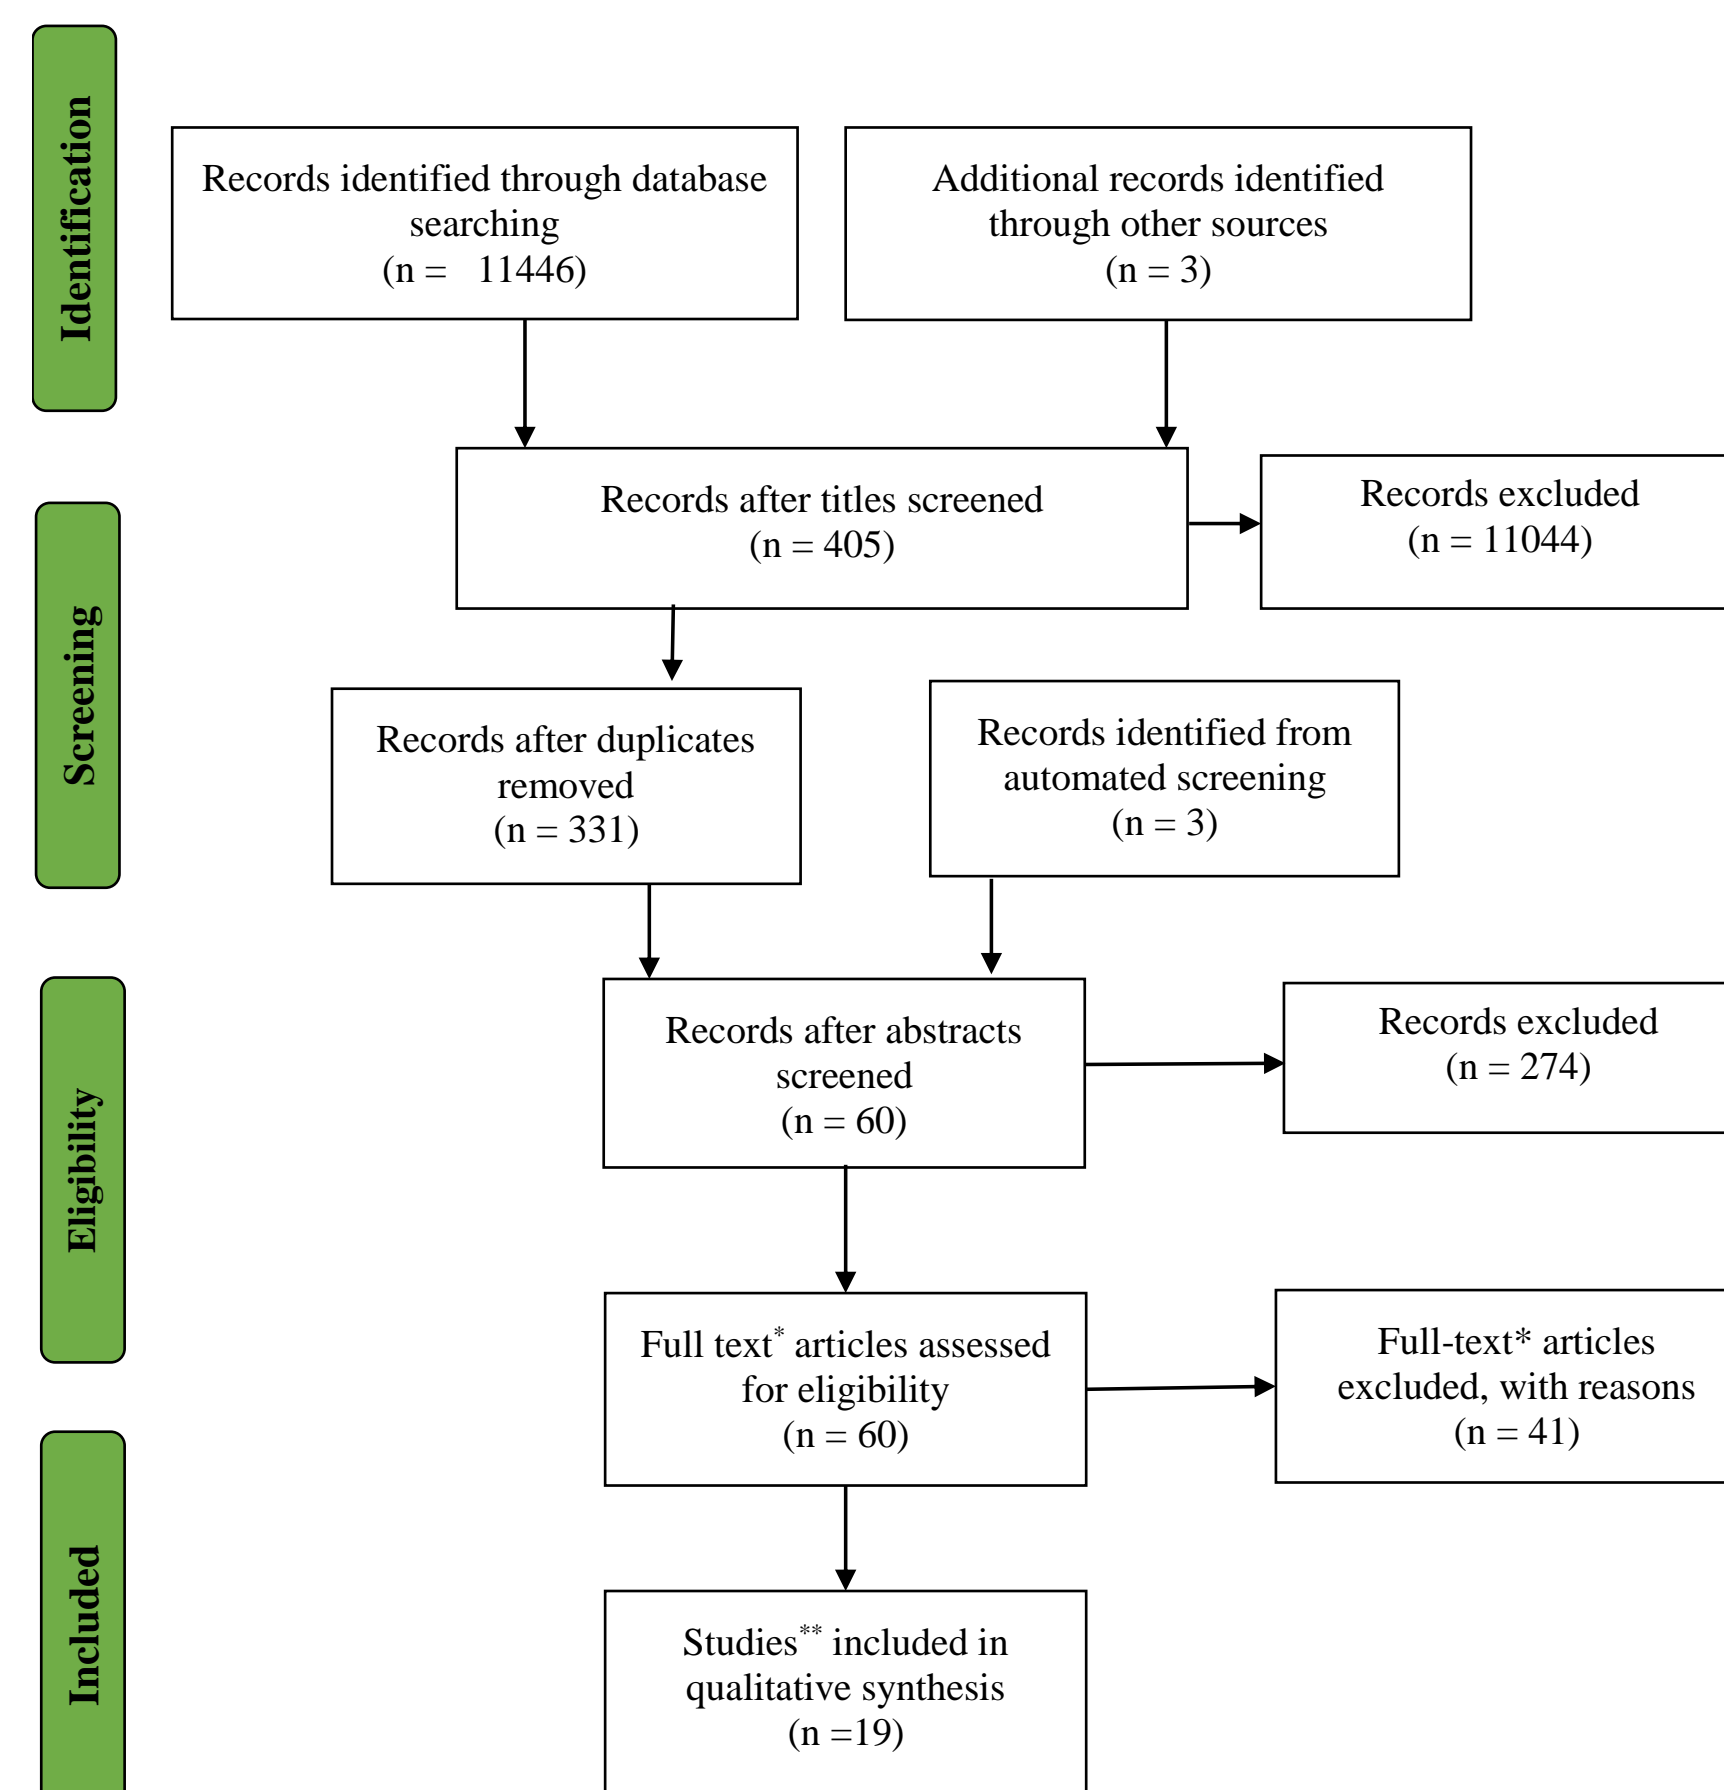 Identification
Records identified through database
searching
(n =   11446)
Additional records identified
through other sources
(n = 3)
Records after titles screened
(n = 405)
Records excluded
(n = 11044)
Screening
Records after duplicates
removed
(n = 331)
Records identified from
automated screening
(n = 3)
Records after abstracts
screened
(n = 60)
Records excluded
(n = 274)
Eligibility
Full text* articles assessed
for eligibility
(n = 60)
Full-text* articles
excluded, with reasons
(n = 41)
Included
Studies** included in
qualitative synthesis
(n =19)